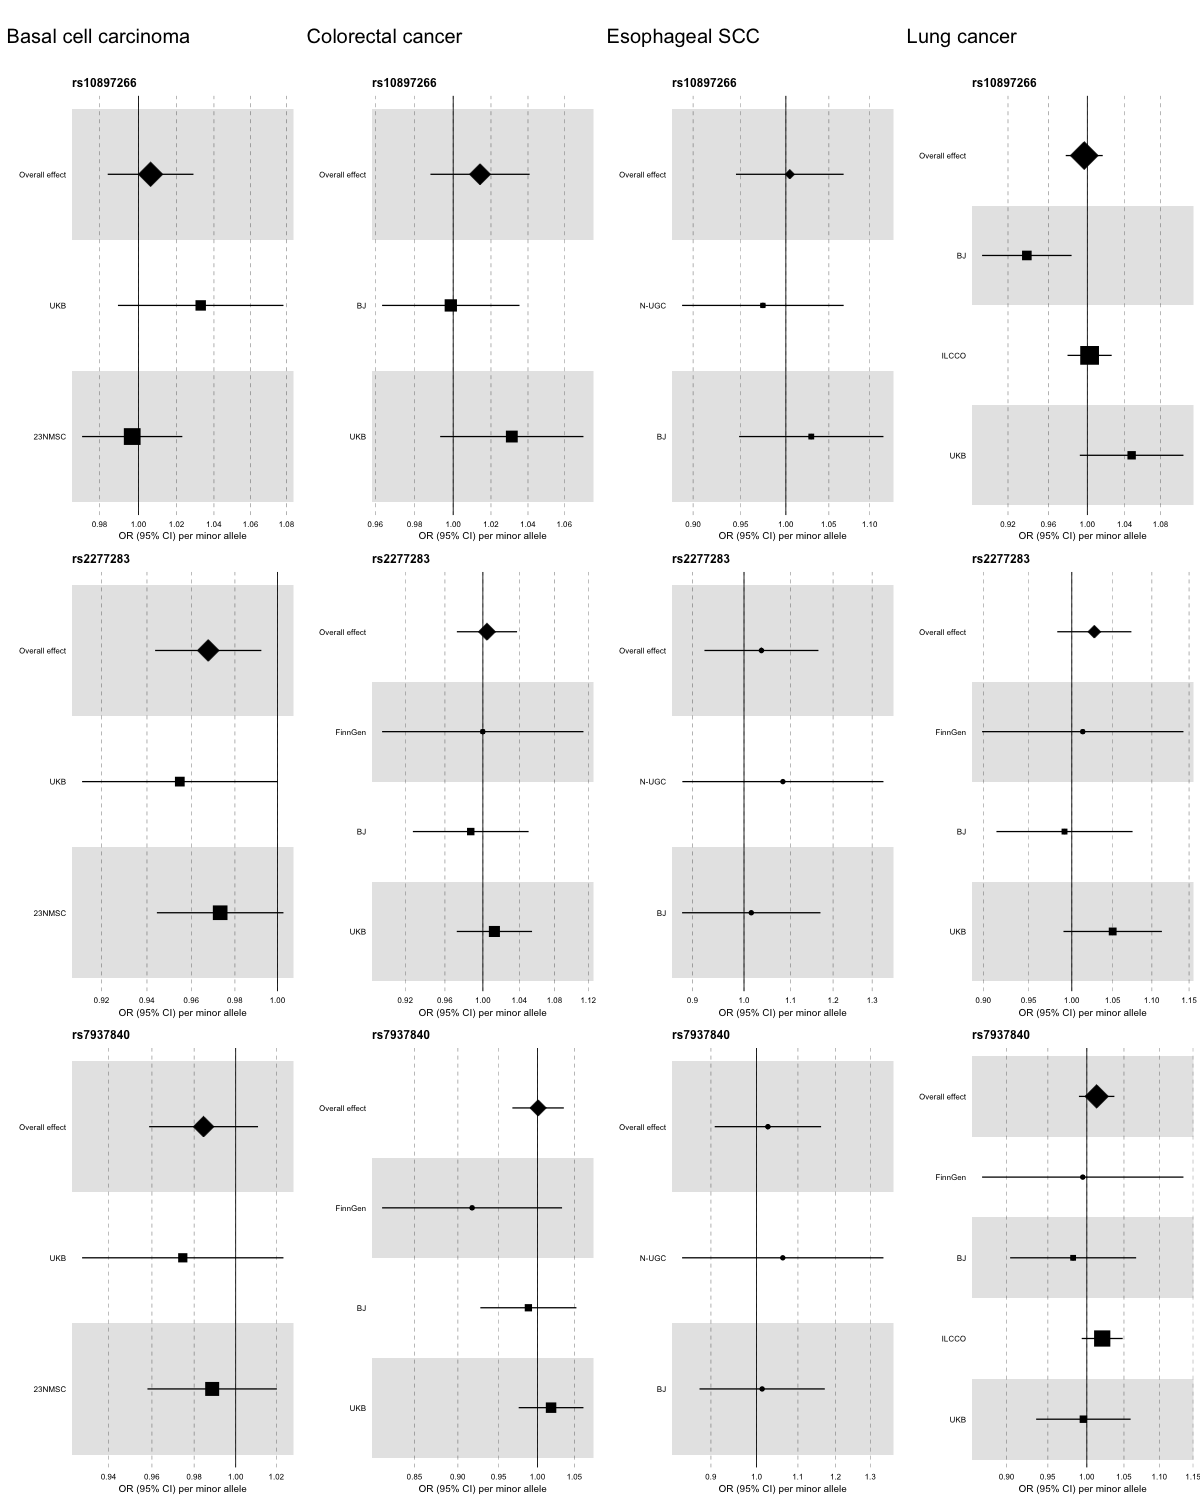 Basal cell carcinoma
Colorectal cancer
Esophageal SCC
Lung cancer
rs10897266
Overall effect
UKB
23NMSC
0.98 1.00 1.02 1.04 1.06 1.08
OR (95% CI) per minor allele
rs10897266
Overall effect
BJ
UKB
0.96 0.98 1.00 1.02 1.04 1.06
OR (95% CI) per minor allele
rs10897266
Overall effect
N-UGC
BJ
0.90 0.95 1.00 1.05 1.10
OR (95% CI) per minor allele
rs10897266
Overall effect
BJ
ILCCO
UKB
0.92 0.96 1.00 1.04 1.08
OR (95% CI) per minor allele
rs2277283
Overall effect
UKB
23NMSC
0.92 0.94 0.96 0.98 1.00
OR (95% CI) per minor allele
rs2277283
Overall effect
FinnGen
BJ
UKB
0.92 0.96 1.00 1.04 1.08 1.12
OR (95% CI) per minor allele
rs2277283
Overall effect
N-UGC
BJ
0.9 1.0 1.1 1.2 1.3
OR (95% CI) per minor allele
rs2277283
Overall effect
FinnGen
BJ
UKB
0.90 0.95 1.00 1.05 1.10 1.15
OR (95% CI) per minor allele
rs7937840
Overall effect
UKB
23NMSC
0.94 0.96 0.98 1.00 1.02
OR (95% CI) per minor allele
rs7937840
Overall effect
FinnGen
BJ
UKB
0.85 0.90 0.95 1.00 1.05
OR (95% CI) per minor allele
rs7937840
Overall effect
N-UGC
BJ
0.9 1.0 1.1 1.2 1.3
OR (95% CI) per minor allele
rs7937840
Overall effect
FinnGen
BJ
ILCCO
UKB
0.90 0.95 1.00 1.05 1.10 1.15
OR (95% CI) per minor allele